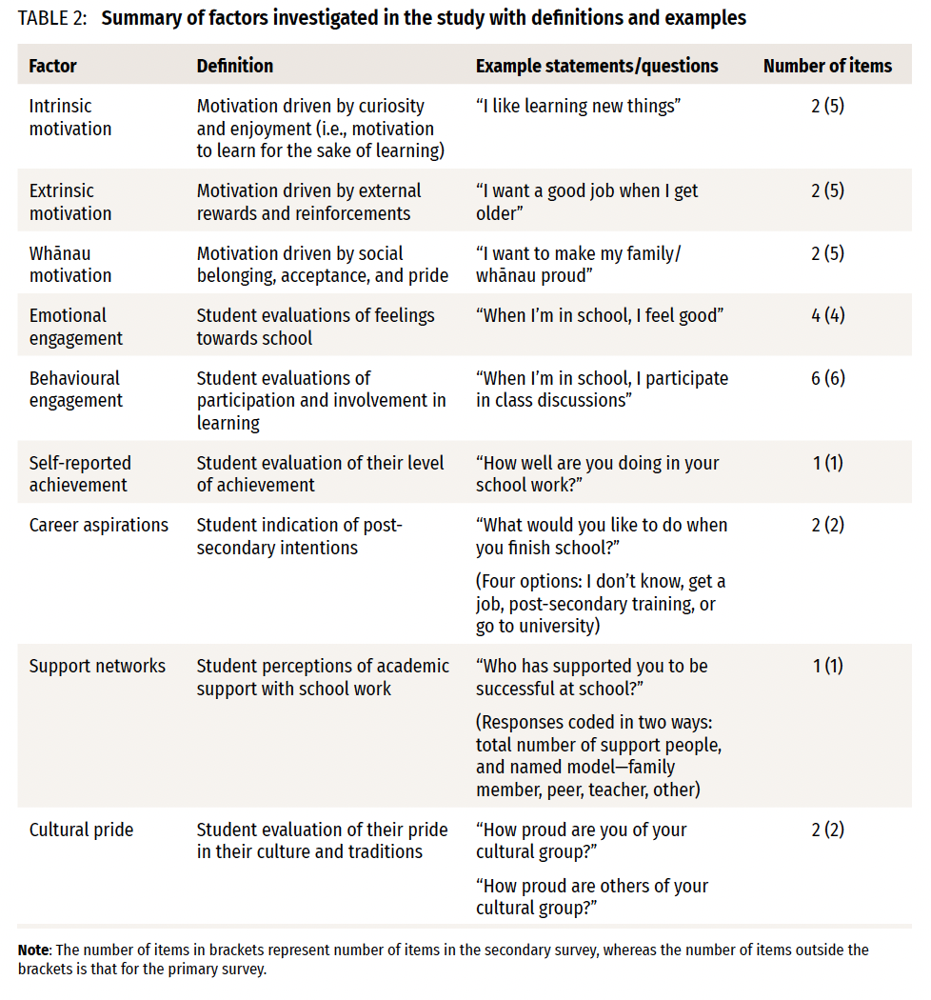 TABLE 2: Summary of factors investigated in the study with definitions and examples
Factor Definition Example statements/questions Number of items
Intrinsic motivation
Motivation driven by curiosity
and enjoyment (i.e., motivation
to learn for the sake of learning)
“I like learning new things”
2 (5)
Extrinsic
motivation
Motivation driven by external
rewards and reinforcements
“I want a good job when I get
older”
2 (5)
Whānau
motivation
Motivation driven by social
belonging, acceptance, and pride
“I want to make my family/
whānau proud”
2 (5)
Emotional
engagement
Student evaluations of feelings
towards school
“When I’m in school, I feel good”
4 (4)
Behavioural
engagement
Student evaluations of
participation and involvement in
learning
“When I’m in school, I participate
in class discussions”
6 (6)
Self-reported
achievement
Student evaluation of their level
of achievement
“How well are you doing in your
school work?”
1 (1)
Career aspirations
Student indication of post-
secondary intentions
“What would you like to do when
you finish school?”
(Four options: I don’t know, get a
job, post-secondary training, or
go to university)
2 (2)
Support networks
Student perceptions of academic
support with school work
“Who has supported you to be
successful at school?”
(Responses coded in two ways:
total number of support people,
and named model—family
member, peer, teacher, other)
1 (1)
Cultural pride
Student evaluation of their pride
in their culture and traditions
“How proud are you of your
cultural group?”
“How proud are others of your
cultural group?”
2 (2)
Note: The number of items in brackets represent number of items in the secondary survey, whereas the number of items outside the
brackets is that for the primary survey.